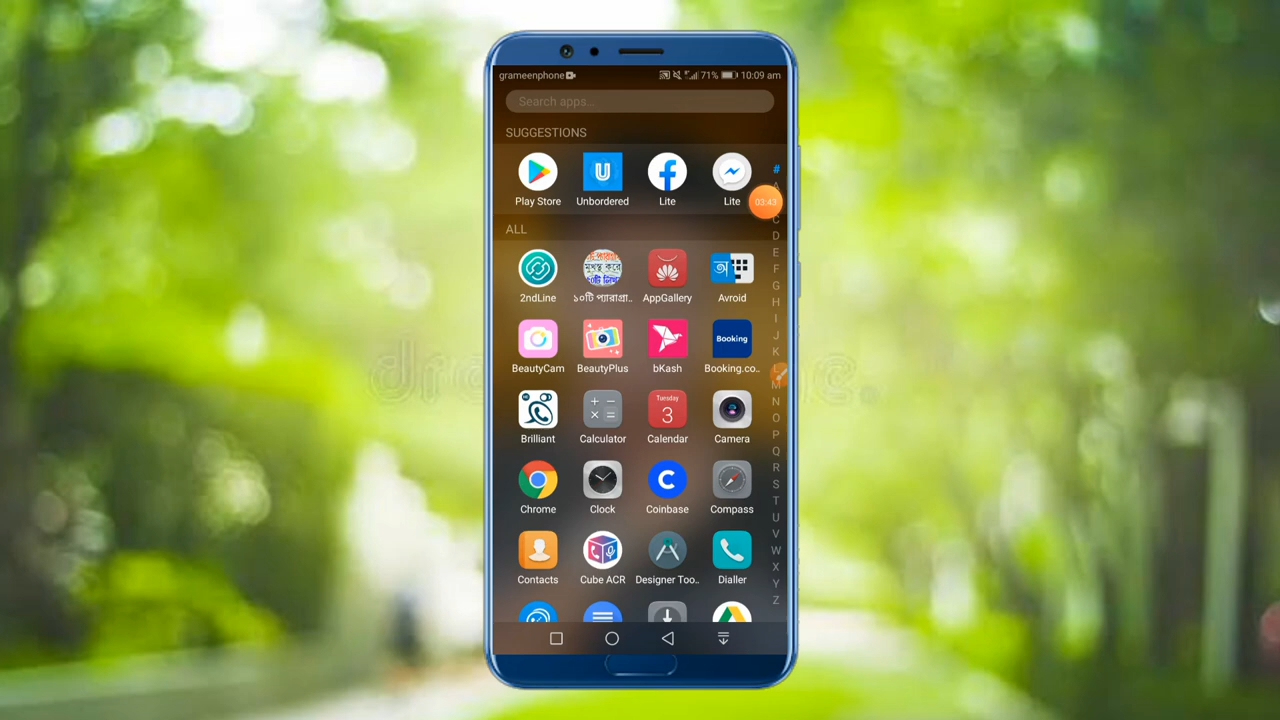 grameenphone 71% 10:09 am
Search apps...
SUGGESTIONS
Play Store Unbordered Lite Lite
03:43
ALL
2ndLine ১০টি প্যারাগ্রা.. AppGallery Avroid
Booking
BeautyCam BeautyPlus bKash Booking.co..
Tuesday
3
Brilliant Calculator Calendar Camera
Chrome Clock Coinbase Compass
Contacts Cube ACR Designer Too.. Dialler
#
A
C
D
E
F
G
H
I
J
K
L
M
N
O
P
Q
R
S
T
U
V
W
X
Y
Z